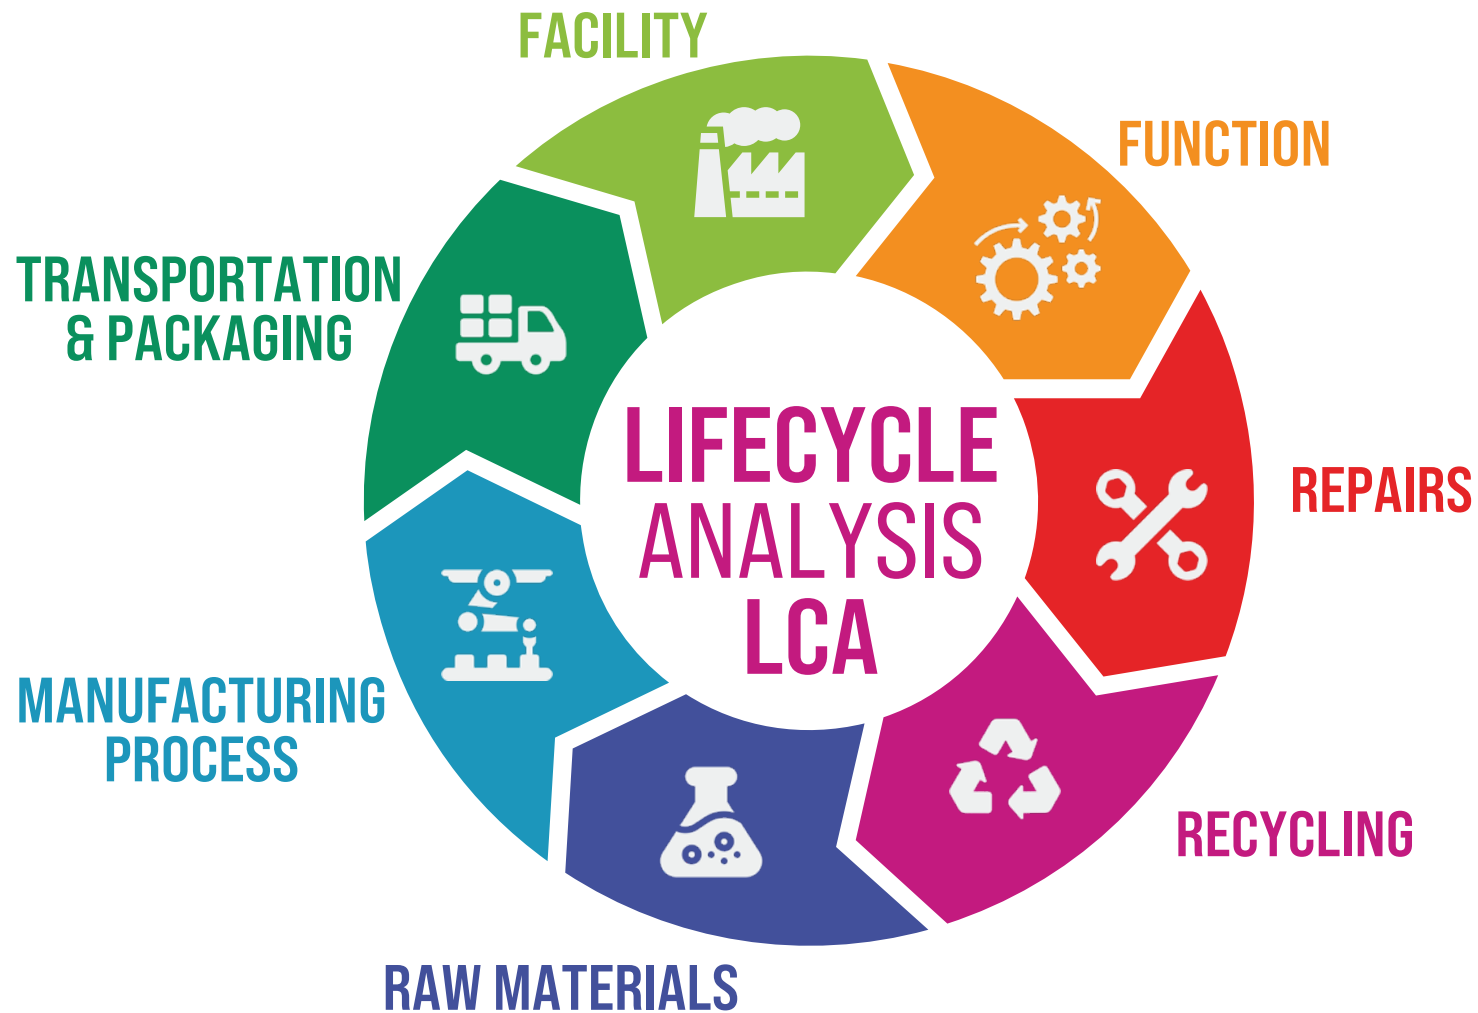 FACILITY
FUNCTION
TRANSPORTATION
& PACKAGING
LIFECYCLE
ANALYSIS
LCA
REPAIRS
MANUFACTURING
PROCESS
RECYCLING
RAW MATERIALS